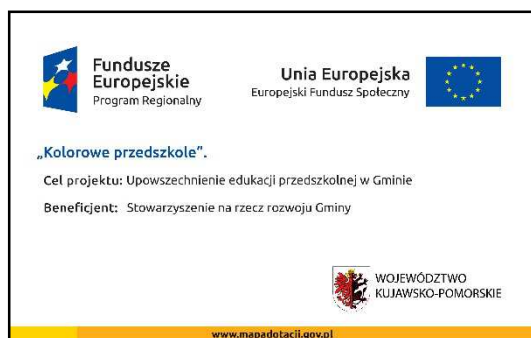 Fundusze
Europejskie
Program Regionalny
Unia Europejska
Europejski Fundusz Społeczny
„Kolorowe przedszkole”.
Cel projektu: Upowszechnienie edukacji przedszkolnej w Gminie
Beneficjent: Stowarzyszenie na rzecz rozwoju Gminy
WOJEWÓDZTWO
KUJAWSKO-POMORSKIE
www.mapadotacji.gov.pl